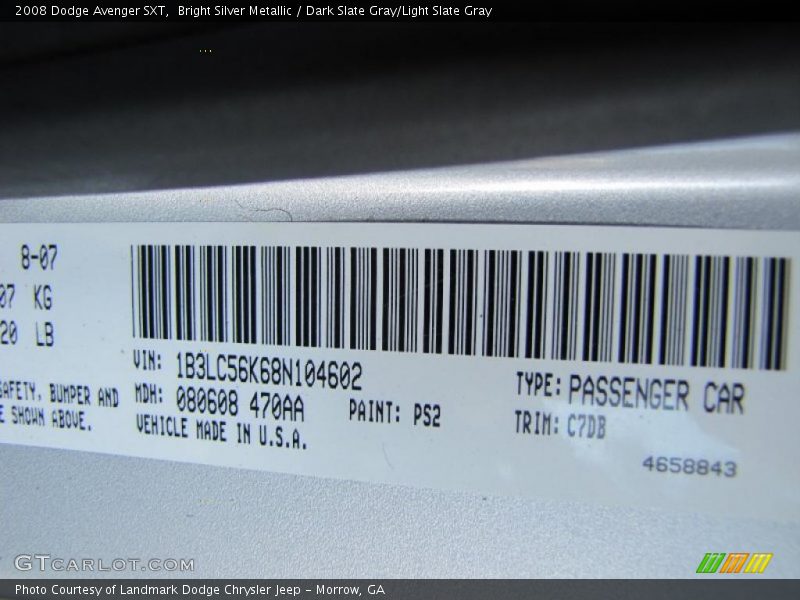 2008 Dodge Avenger SXT,  Bright Silver Metallic / Dark Slate Gray/Light Slate Gray
8-07
07 KG
20 LB
SAFETY, BUMPER AND
E SHOWN ABOVE.
VIN: 1B3LC56K68N104602
MDH: 080608 470AA
PAINT: PS2
VEHICLE MADE IN U.S.A.
TYPE: PASSENGER CAR
TRIM: C7DB
4658843
GTCARLOT.COM
Photo Courtesy of Landmark Dodge Chrysler Jeep - Morrow, GA